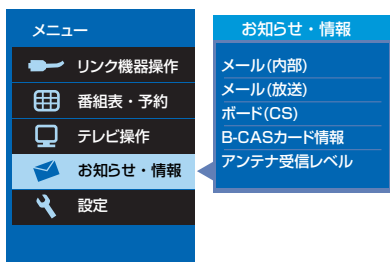 メニュー
リンク機器操作
番組表・予約
テレビ操作
お知らせ・情報
設定
お知らせ・情報
メール(内部)
メール(放送)
ボード(CS)
B-CASカード情報
アンテナ受信レベル